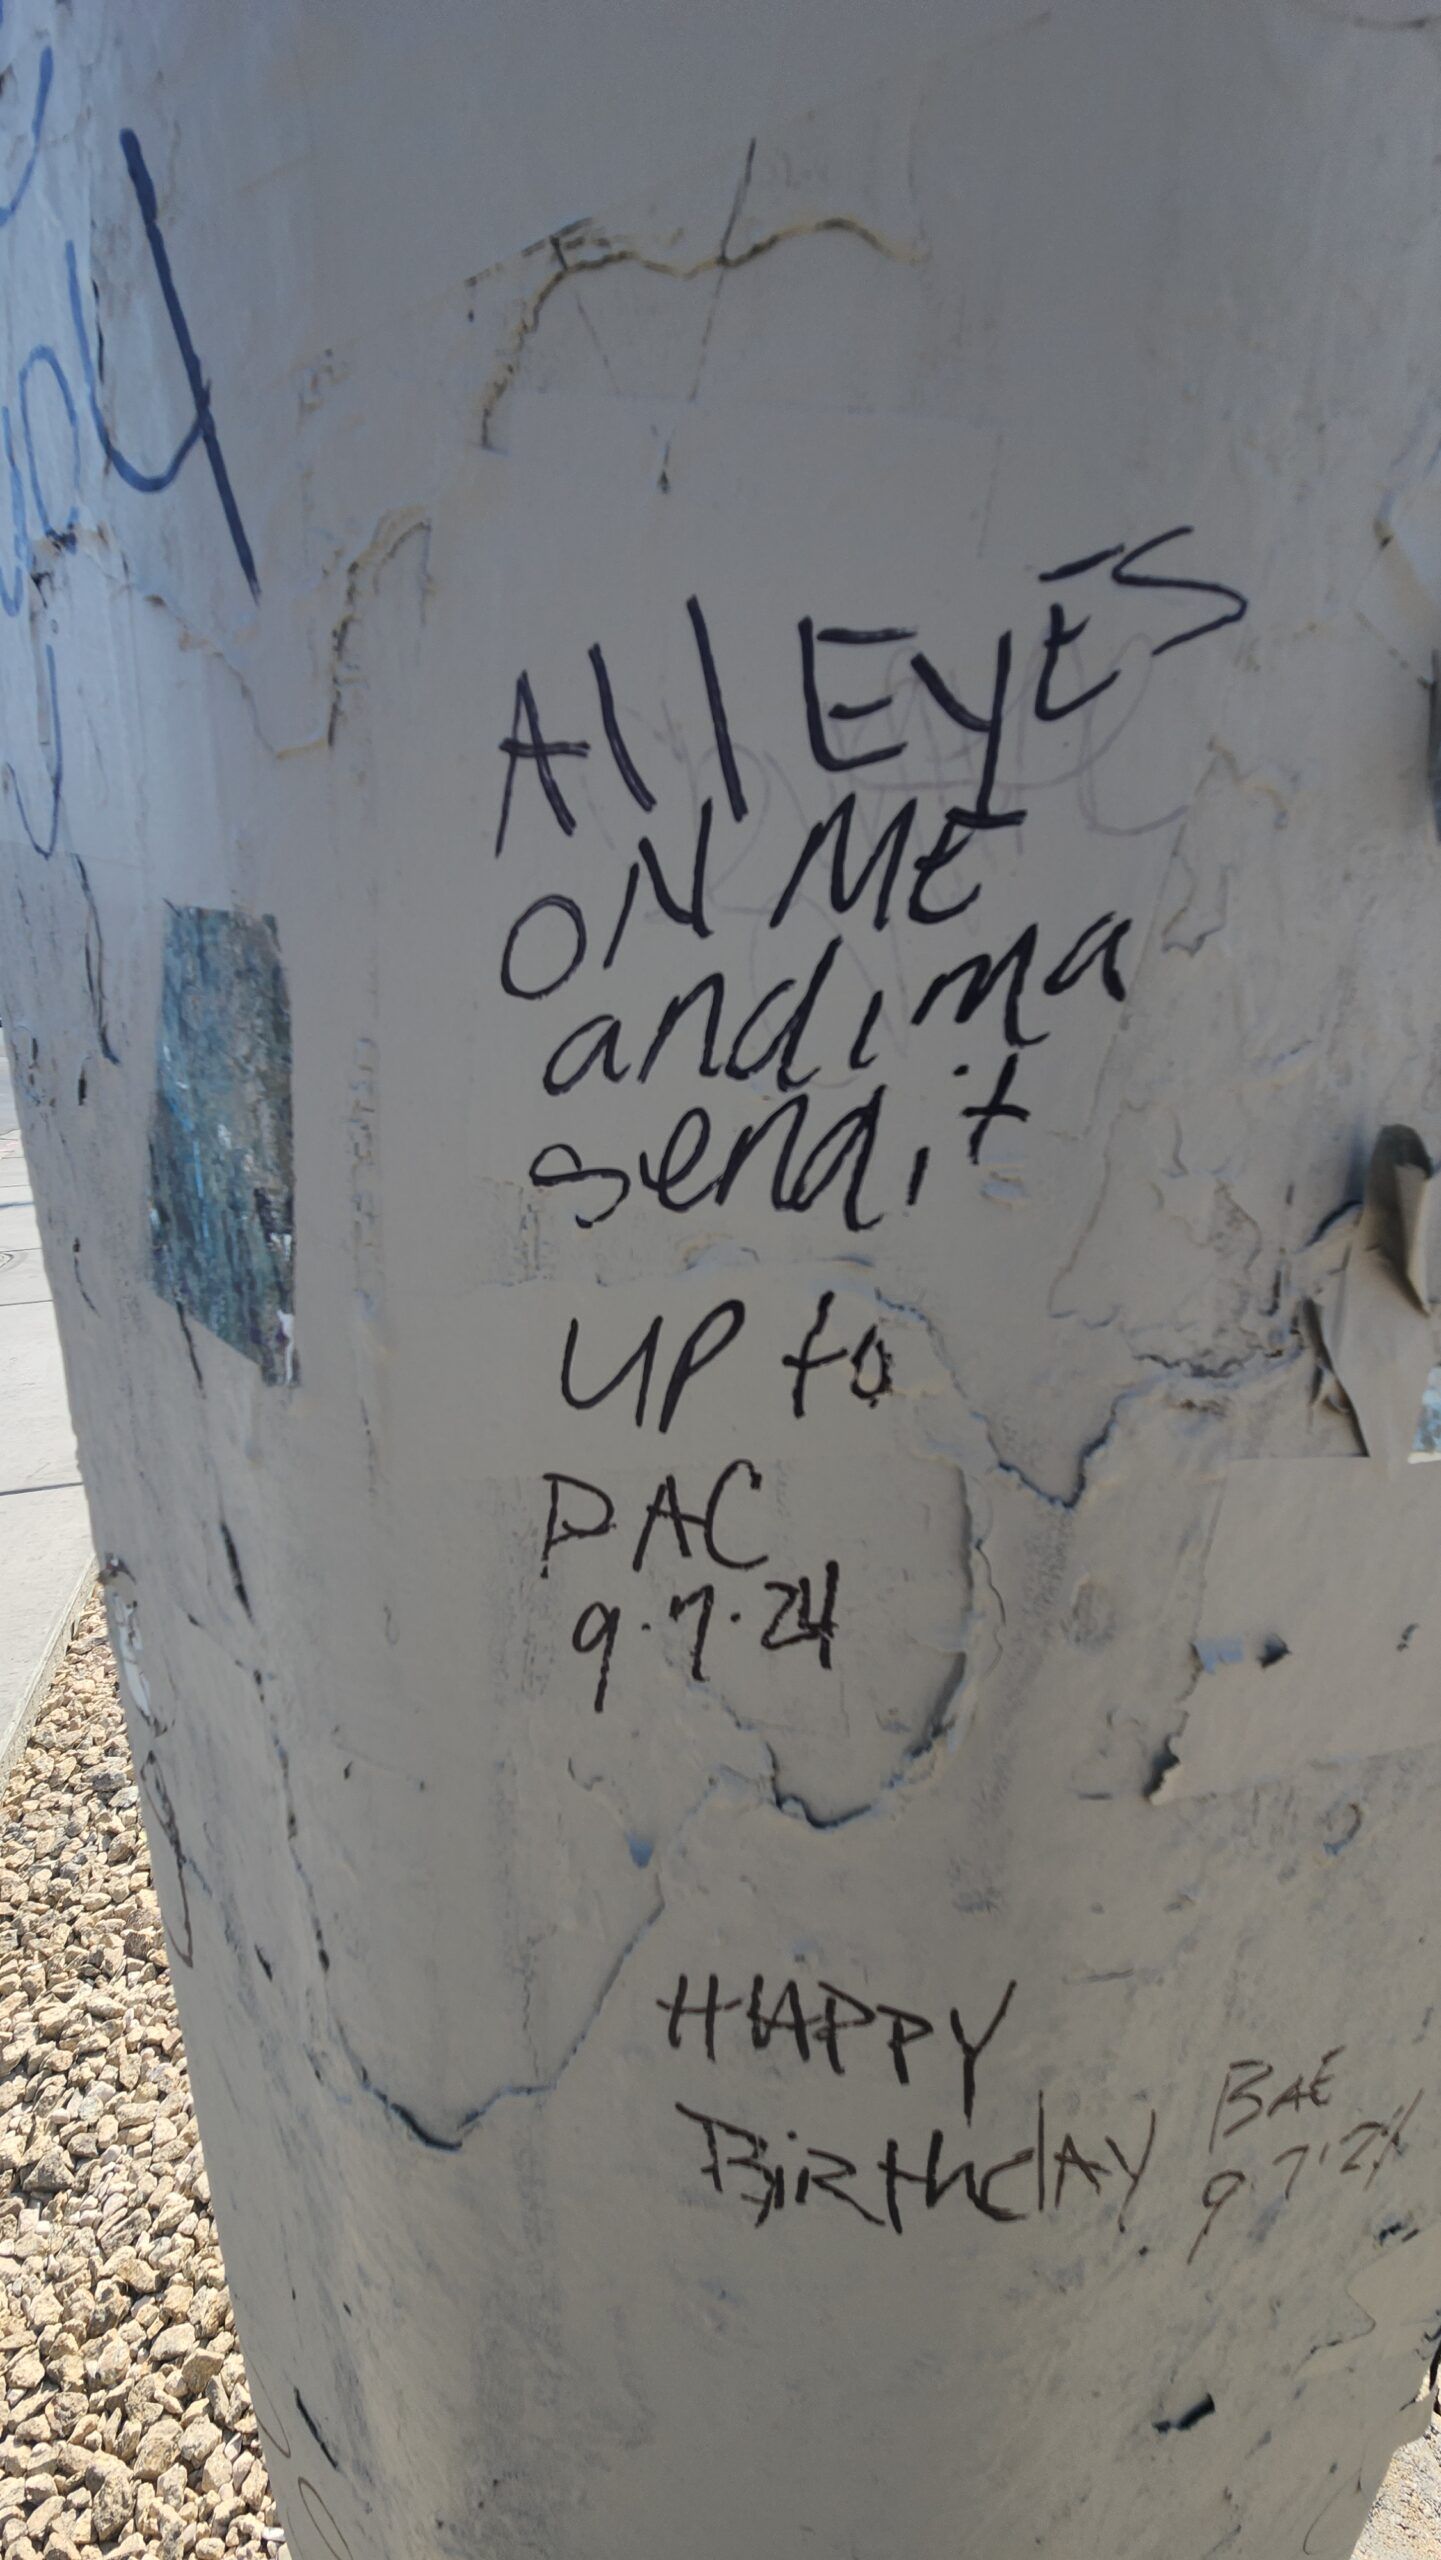 All EyES
ON ME
and ima
send it
UP to
PAC
9.7.24
HAPPY
BirthdAY
BAE
9.7.24